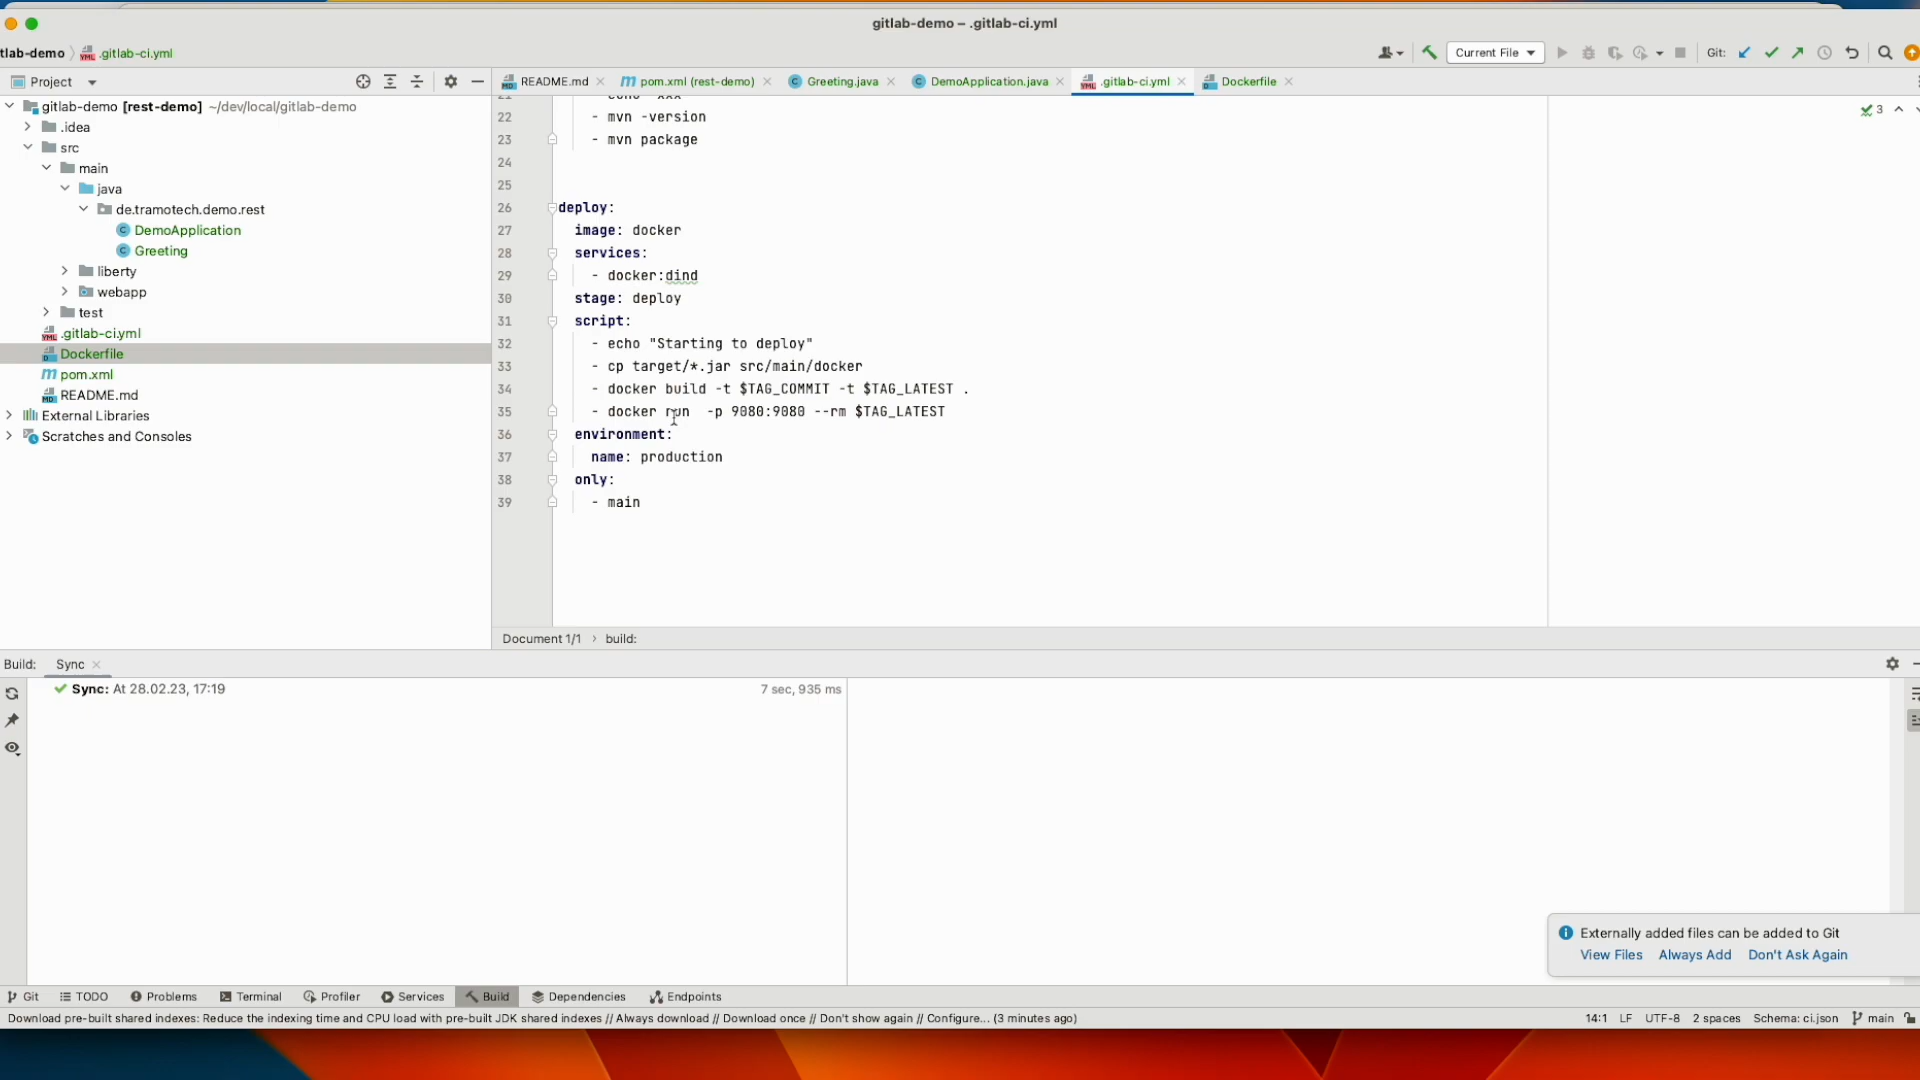 gitlab-demo – .gitlab-ci.yml
tlab-demo .gitlab-ci.yml
Current File
Git:
Project
README.md
pom.xml (rest-demo)
Greeting.java
DemoApplication.java
.gitlab-ci.yml
Dockerfile
gitlab-demo [rest-demo] ~/dev/local/gitlab-demo
.idea
src
main
java
de.tramotech.demo.rest
DemoApplication
Greeting
liberty
webapp
test
.gitlab-ci.yml
Dockerfile
pom.xml
README.md
External Libraries
Scratches and Consoles
3
22 - mvn -version
23 - mvn package
24
25
26 deploy:
27 image: docker
28 services:
29 - docker:dind
30 stage: deploy
31 script:
32 - echo "Starting to deploy"
33 - cp target/*.jar src/main/docker
34 - docker build -t $TAG_COMMIT -t $TAG_LATEST .
35 - docker run -p 9080:9080 --rm $TAG_LATEST
36 environment:
37 name: production
38 only:
39 - main
Document 1/1 › build:
Build: Sync
Sync: At 28.02.23, 17:19 7 sec, 935 ms
Externally added files can be added to Git
View Files Always Add Don't Ask Again
Git TODO Problems Terminal Profiler Services Build Dependencies Endpoints
Download pre-built shared indexes: Reduce the indexing time and CPU load with pre-built JDK shared indexes // Always download // Download once // Don't show again // Configure... (3 minutes ago) 14:1 LF UTF-8 2 spaces Schema: ci.json main